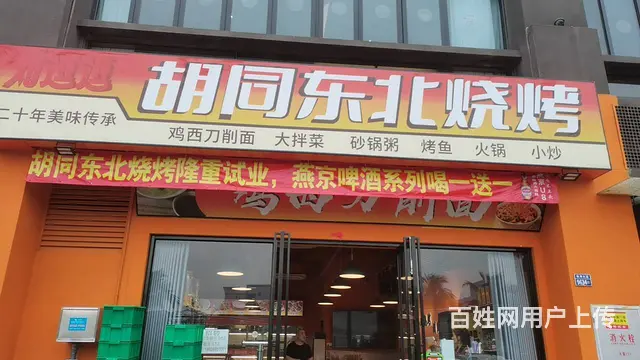 胡同东北烧烤
二十年美味传承
鸡西刀削面 大拌菜 砂锅粥 烤鱼 火锅 小炒
胡同东北烧烤隆重试业，燕京啤酒系列喝一送一
鸡西刀削面
消火栓
百姓网用户上传